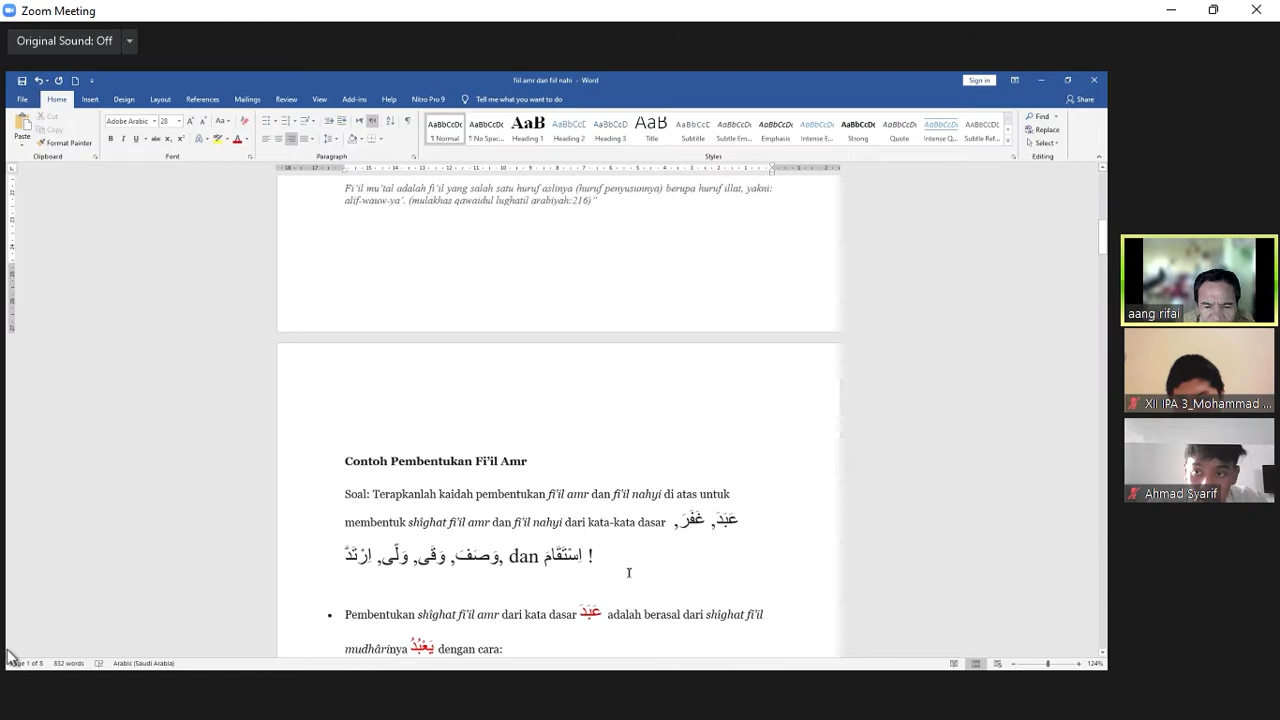 Zoom Meeting
Original Sound: Off
fiil amr dan fiil nahi - Word
Sign in
File Home Insert Design Layout References Mailings Review View Add-ins Help Nitro Pro 9 Tell me what you want to do
Share
Paste
Cut
Copy
Format Painter
Clipboard
Adobe Arabic 28
Font
Paragraph
AaBbCcDc AaBbCcDc AaB AaBbCcC AaBbCcD AaB AaBbCcC AaBbCcDc AaBbCcDc AaBbCcDc AaBbCcDc AaBbCcDc AaBbCcDc AaBbCcDc
¶ Normal ¶ No Spac... Heading 1 Heading 2 Heading 3 Title Subtitle Subtle Em... Emphasis Intense E... Strong Quote Intense Q... Subtle Ref...
Styles
Find
Replace
Select
Editing
Fi'il mu'tal adalah fi'il yang salah satu huruf aslinya (huruf penyusunnya) berupa huruf illat, yakni:
alif-wauw-ya'. (mulakhas qawaidul lughatil arabiyah:216)"
Contoh Pembentukan Fi'il Amr
Soal: Terapkanlah kaidah pembentukan fi'il amr dan fi'il nahyi di atas untuk
membentuk shîghat fi'il amr dan fi'il nahyi dari kata-kata dasar عَبَدَ, غَفَرَ,
وَصَفَ, وَقَى, وَلَّى, اِرْتَدَّ, dan اِسْتَقَامَ !
• Pembentukan shîghat fi'il amr dari kata dasar عَبَدَ adalah berasal dari shîghat fi'il
mudhârinya يَعْبُدُ dengan cara:
Page 1 of 8 832 words Arabic (Saudi Arabia)
124%
aang rifai
XII IPA 3_Mohammad ...
Ahmad Syarif